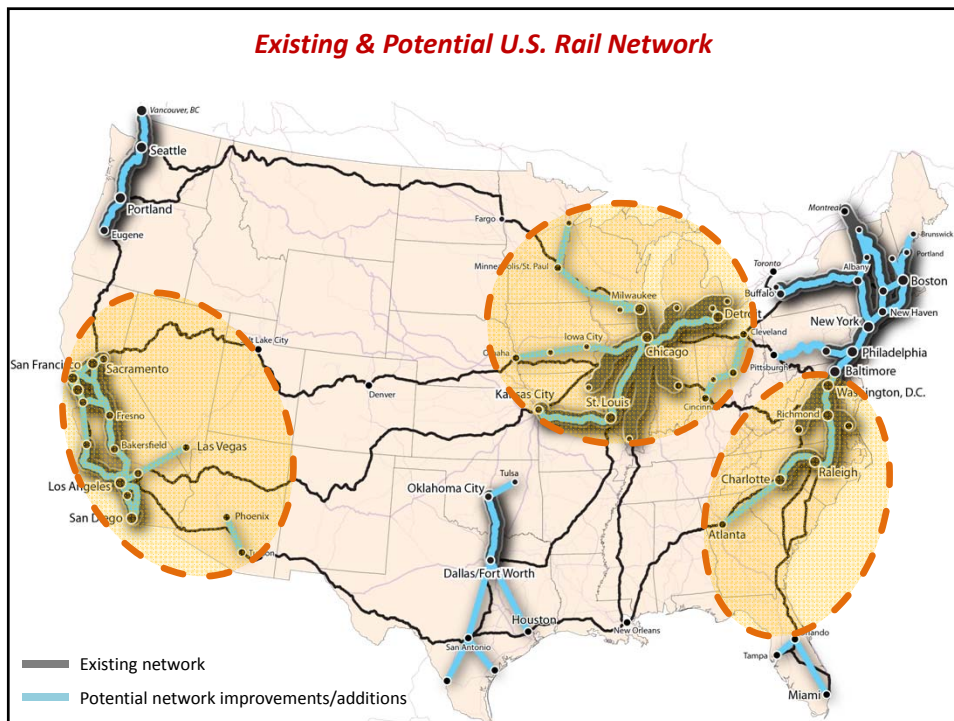 Existing & Potential U.S. Rail Network
Vancouver, BC
Seattle
Portland
Eugene
Fargo
Minneapolis/St. Paul
Montreal
Brunswick
Portland
Toronto
Albany
Buffalo
Boston
Milwaukee
Detroit
New Haven
New York
Cleveland
Iowa City
Chicago
Omaha
Philadelphia
Pittsburgh
Baltimore
San Francisco
Sacramento
t Lake City
Denver
Kansas City
St. Louis
Cincinna
Washington, D.C.
Richmond
Fresno
Bakersfield
Las Vegas
Los Angeles
San Diego
Phoenix
Tucson
Oklahoma City
Tulsa
Raleigh
Charlotte
Atlanta
Dallas/Fort Worth
Houston
San Antonio
New Orleans
rlando
Tampa
Miami
Existing network
Potential network improvements/additions